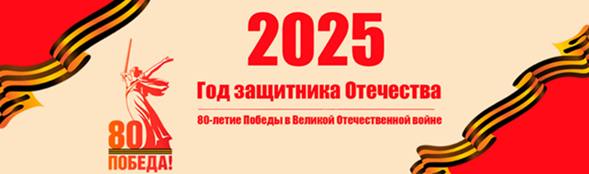 2025
Год защитника Отечества
80-летие Победы в Великой Отечественной войне
80
ПОБЕДА!